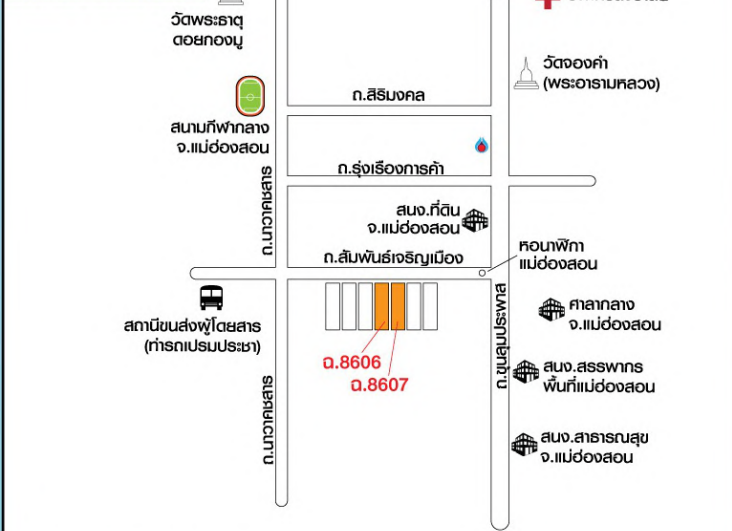 วัดพระธาตุ
ดอยกองมู
วัดจองคำ
(พระอารามหลวง)
ถ.สิริมงคล
สนามกีฬากลาง
จ.แม่ฮ่องสอน
ถ.รุ่งเรืองการค้า
ถ.นาวาคชสาร
สนง.ที่ดิน
จ.แม่ฮ่องสอน
ถ.สัมพันธ์เจริญเมือง
หอนาฬิกา
แม่ฮ่องสอน
สถานีขนส่งผู้โดยสาร
(ท่ารถเปรมประชา)
ถ.ขุนลุมประพาส
ศาลากลาง
จ.แม่ฮ่องสอน
ฉ.8606
ฉ.8607
สนง.สรรพากร
พื้นที่แม่ฮ่องสอน
ถ.นาวาคชสาร
สนง.สาธารณสุข
จ.แม่ฮ่องสอน